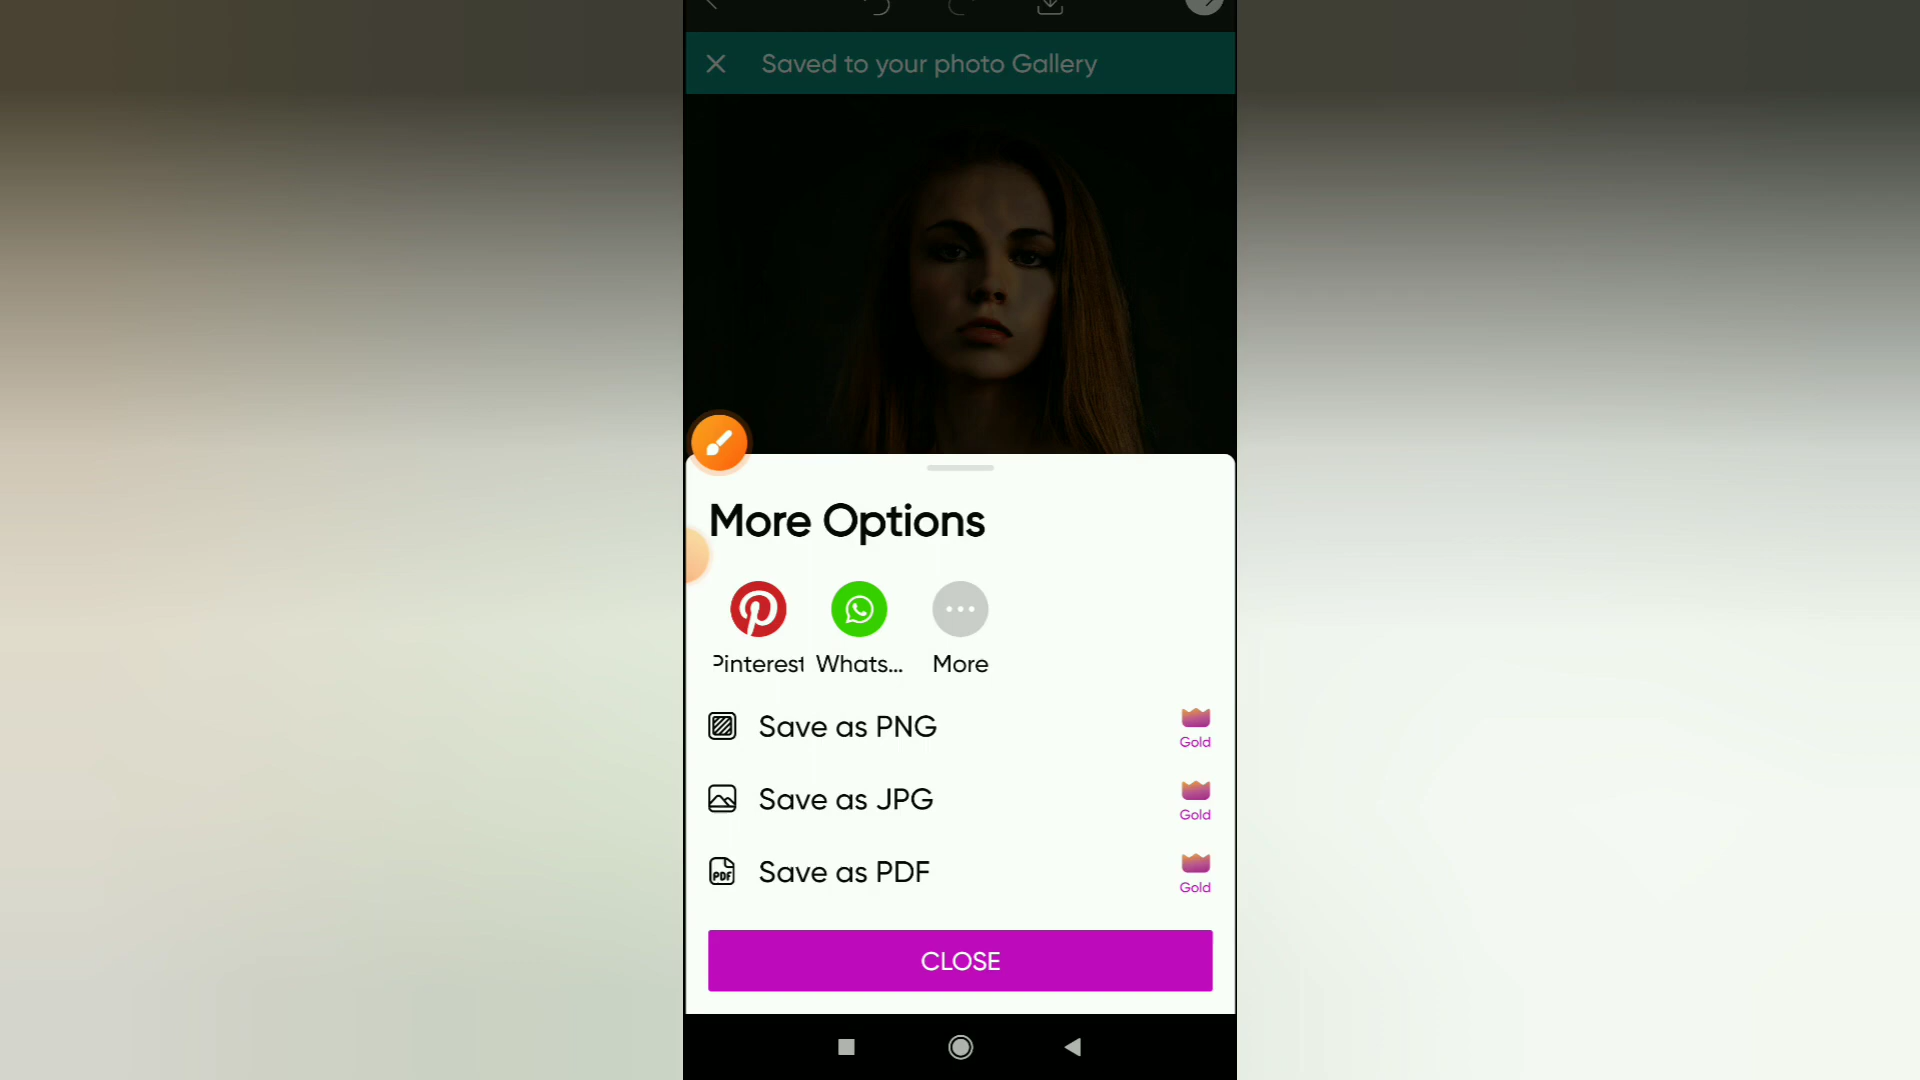 Saved to your photo Gallery
More Options
Pinterest Whats... More
Save as PNG
Gold
Save as JPG
Gold
PDF
Save as PDF
Gold
CLOSE